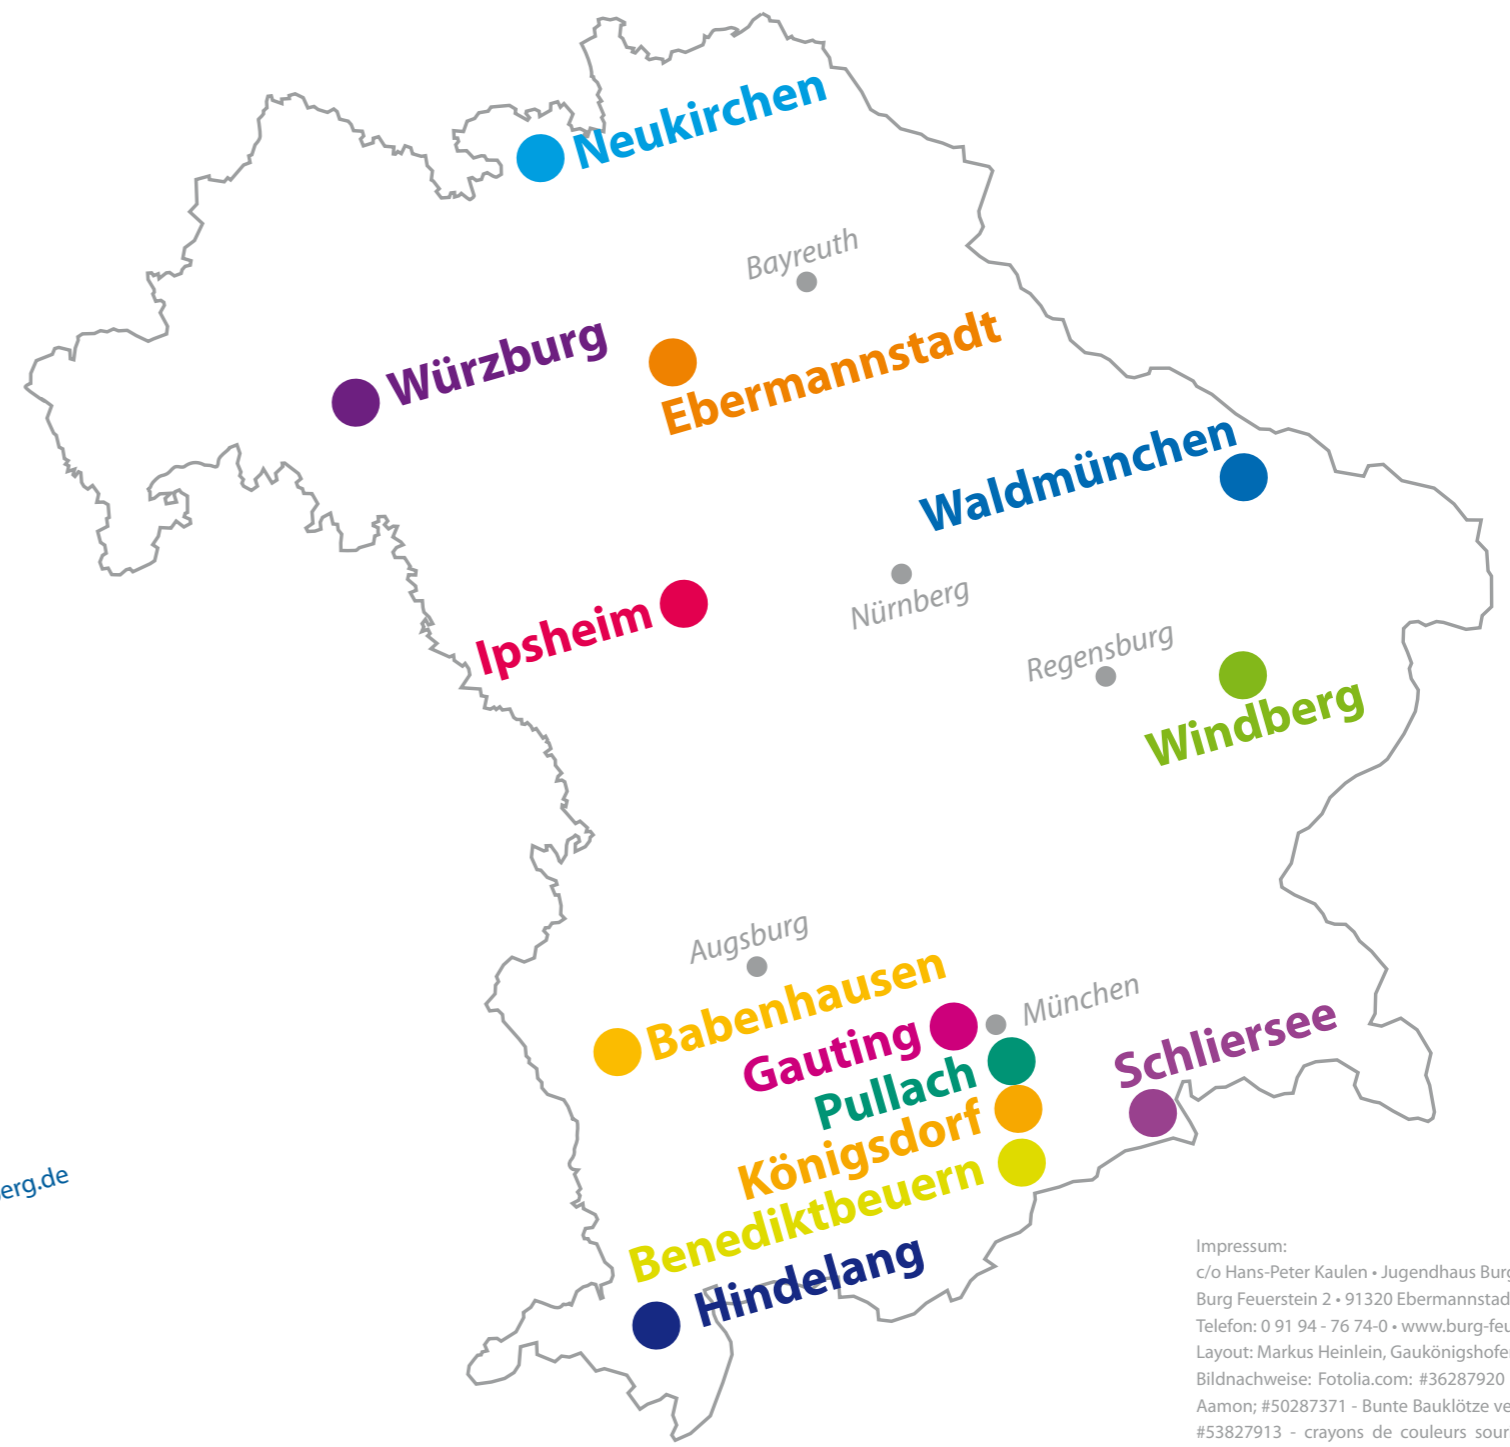 Neukirchen
Bayreuth
Würzburg
Ebermannstadt
Waldmünchen
Nürnberg
Ipsheim
Regensburg
Windberg
Augsburg
Babenhausen
München
Gauting
Schliersee
Pullach
Königsdorf
Benediktbeuern
erg.de
Hindelang
Impressum:
c/o Hans-Peter Kaulen • Jugendhaus Burg
Burg Feuerstein 2 • 91320 Ebermannstad
Telefon: 0 91 94 - 76 74-0 • www.burg-feu
Layout: Markus Heinlein, Gaukönigshofe
Bildnachweise: Fotolia.com: #36287920
Aamon; #50287371 - Bunte Bauklötze ve
#53827913 - crayons de couleurs sour